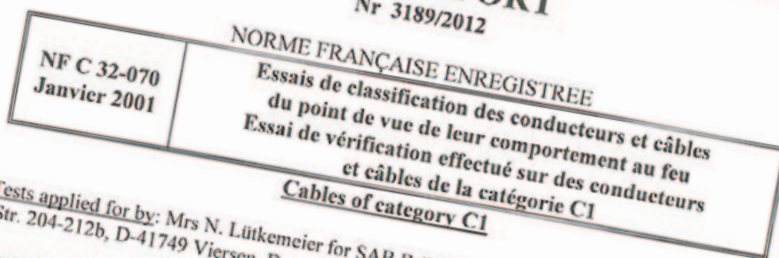 Nr 3189/2012
NORME FRANÇAISE ENREGISTREE
NF C 32-070
Janvier 2001
Essais de classification des conducteurs et câbles
du point de vue de leur comportement au feu
Essai de vérification effectué sur des conducteurs
et câbles de la catégorie C1
Cables of category C1
Tests applied for by: Mrs N. Lütkemeier for SAB
Str. 204-212b, D-41749 Viersen,